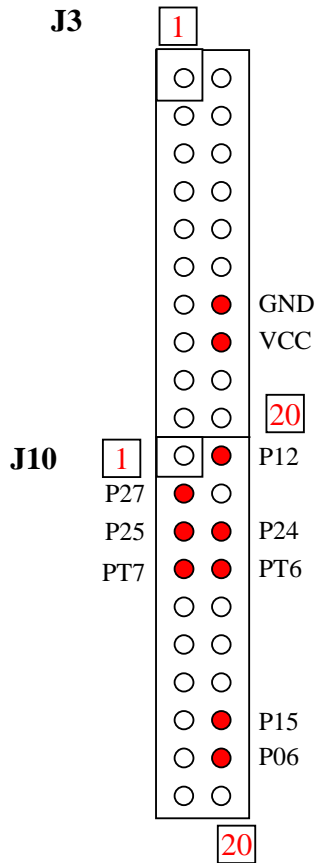 J3 1
GND
VCC
20
J10 1 P12
P27
P25 P24
PT7 PT6
P15
P06
20